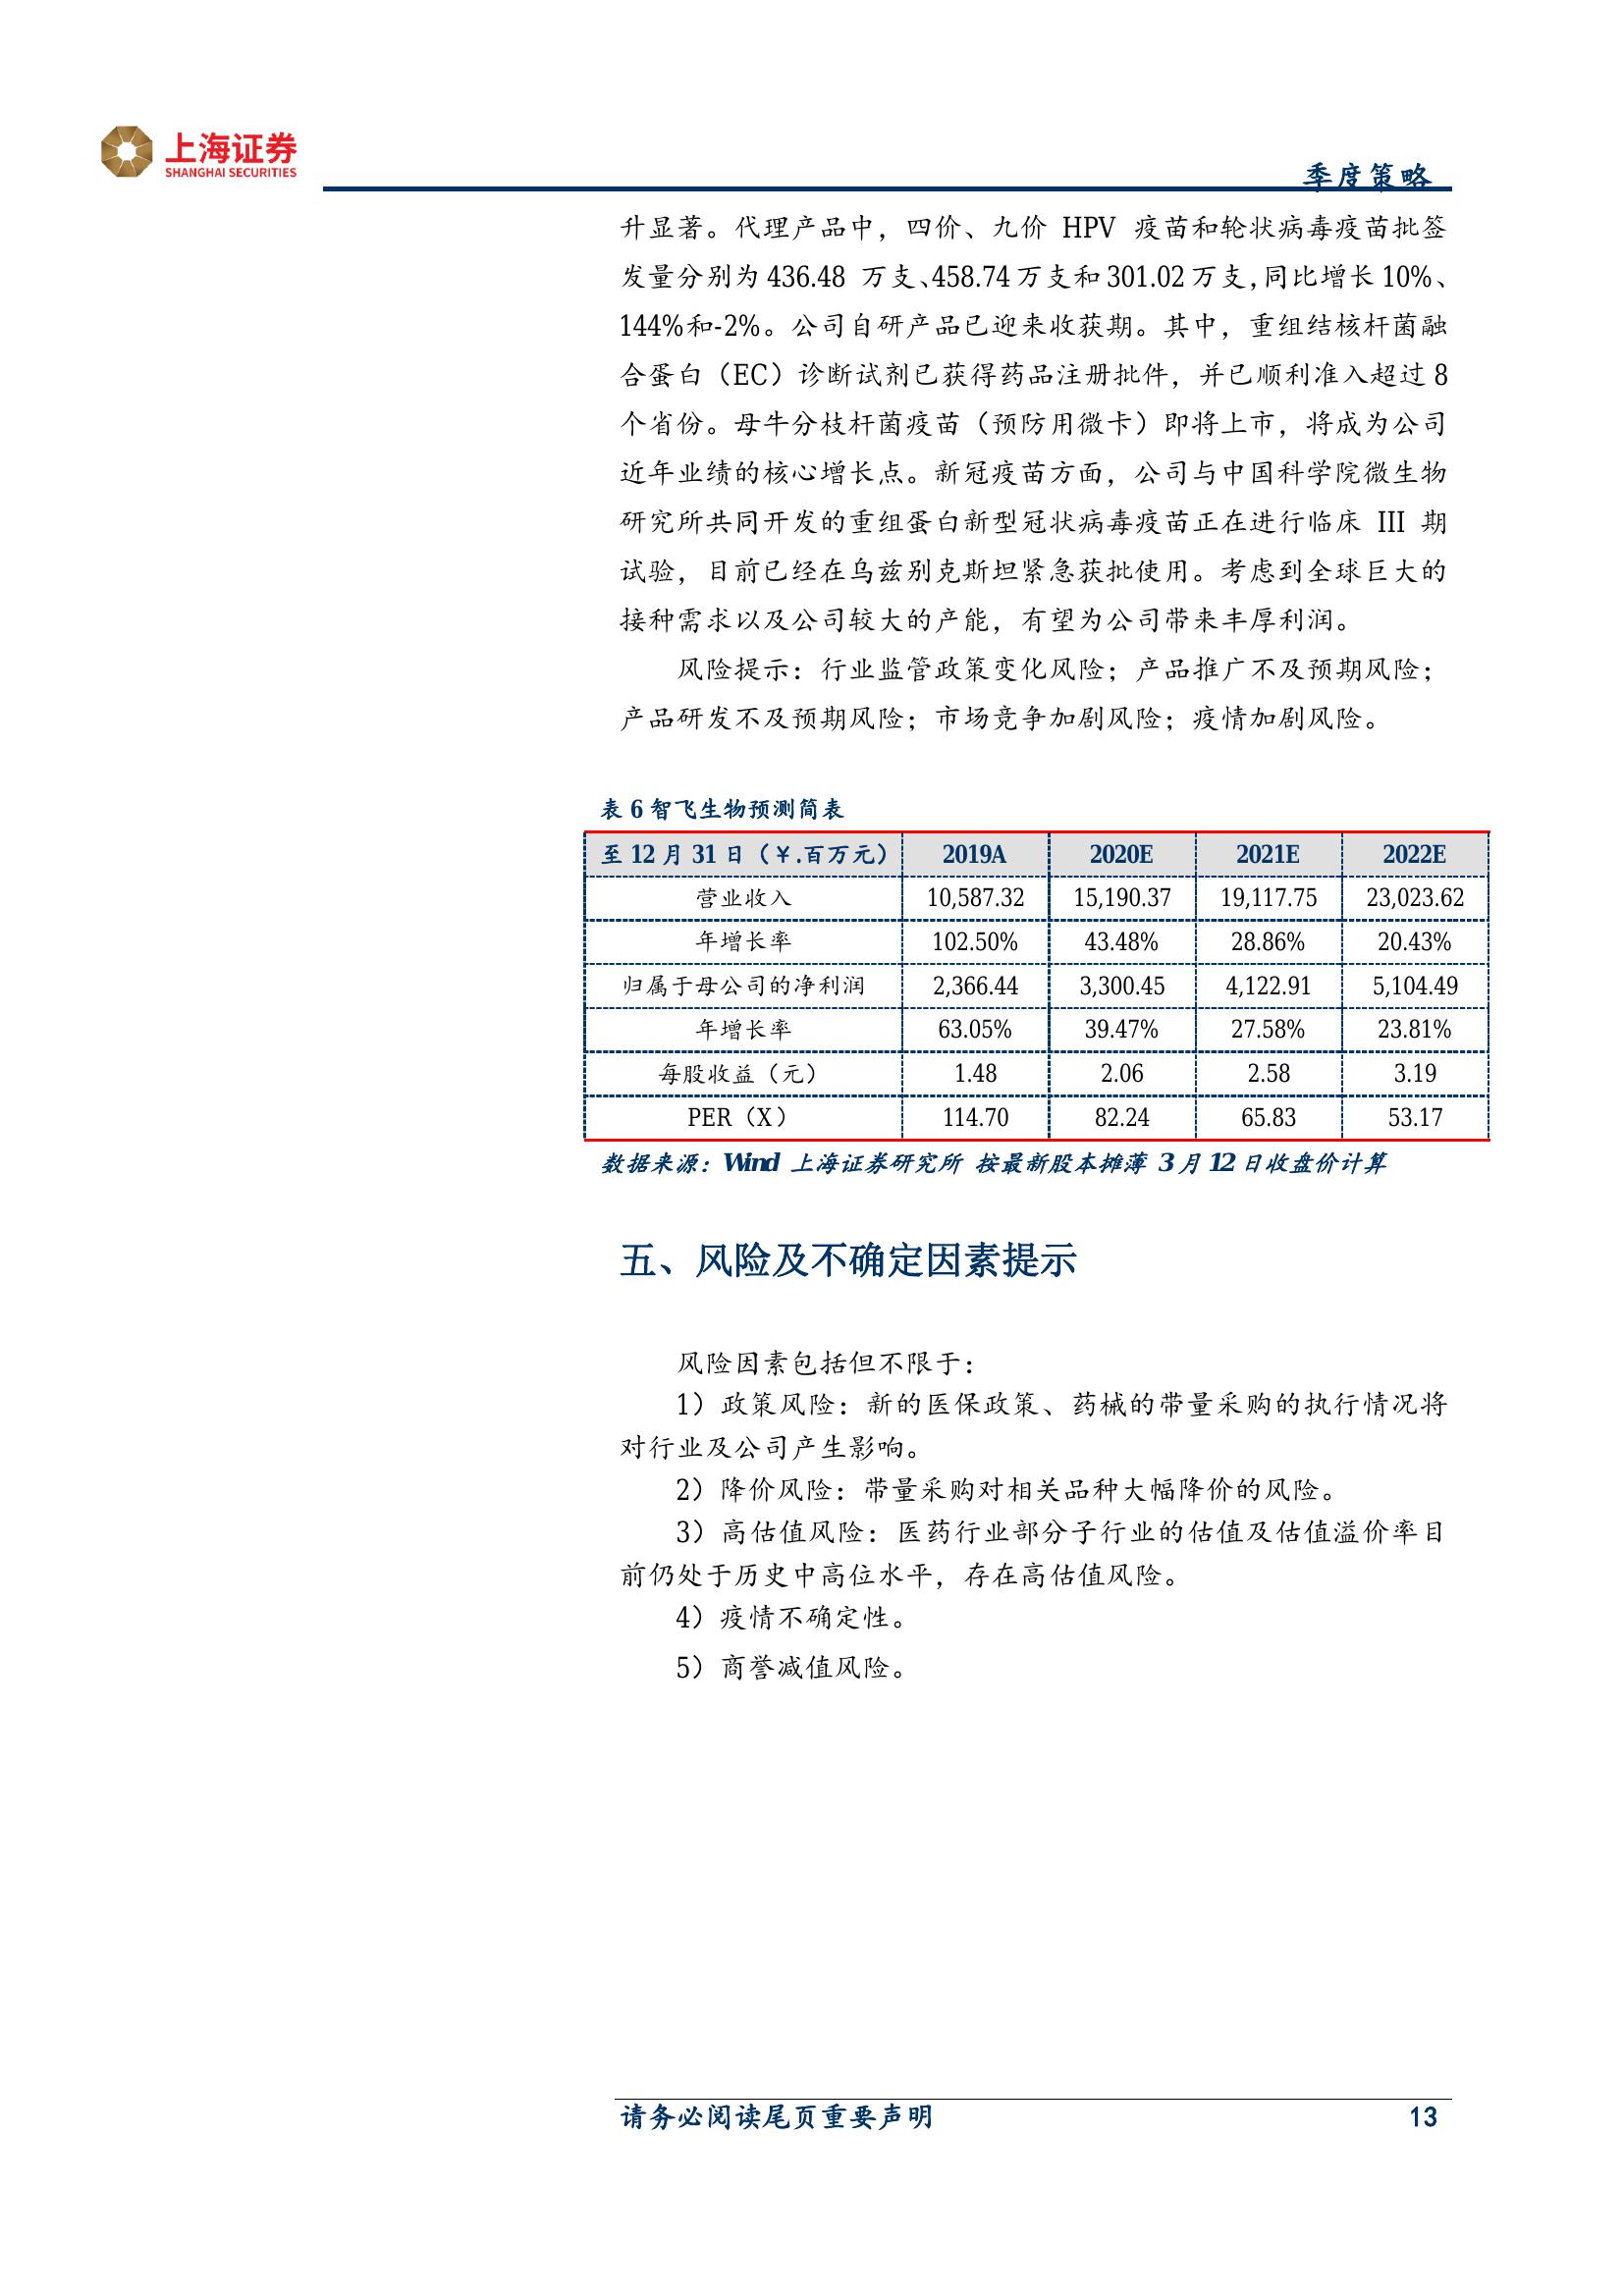 上海证券
SHANGHAI SECURITIES
季度策略
升显著。代理产品中，四价、九价 HPV 疫苗和轮状病毒疫苗批签
发量分别为 436.48 万支、458.74 万支和 301.02 万支，同比增长 10%、
144%和-2%。公司自研产品已迎来收获期。其中，重组结核杆菌融
合蛋白（EC）诊断试剂已获得药品注册批件，并已顺利准入超过 8
个省份。母牛分枝杆菌疫苗（预防用微卡）即将上市，将成为公司
近年业绩的核心增长点。新冠疫苗方面，公司与中国科学院微生物
研究所共同开发的重组蛋白新型冠状病毒疫苗正在进行临床 III 期
试验，目前已经在乌兹别克斯坦紧急获批使用。考虑到全球巨大的
接种需求以及公司较大的产能，有望为公司带来丰厚利润。
风险提示：行业监管政策变化风险；产品推广不及预期风险；
产品研发不及预期风险；市场竞争加剧风险；疫情加剧风险。
表 6 智飞生物预测简表
至 12 月 31 日（￥.百万元） 2019A 2020E 2021E 2022E
营业收入 10,587.32 15,190.37 19,117.75 23,023.62
年增长率 102.50% 43.48% 28.86% 20.43%
归属于母公司的净利润 2,366.44 3,300.45 4,122.91 5,104.49
年增长率 63.05% 39.47% 27.58% 23.81%
每股收益（元） 1.48 2.06 2.58 3.19
PER（X） 114.70 82.24 65.83 53.17
数据来源：Wind 上海证券研究所 按最新股本摊薄 3 月 12 日收盘价计算
五、风险及不确定因素提示
风险因素包括但不限于：
1）政策风险：新的医保政策、药械的带量采购的执行情况将
对行业及公司产生影响。
2）降价风险：带量采购对相关品种大幅降价的风险。
3）高估值风险：医药行业部分子行业的估值及估值溢价率目
前仍处于历史中高位水平，存在高估值风险。
4）疫情不确定性。
5）商誉减值风险。
请务必阅读尾页重要声明 13